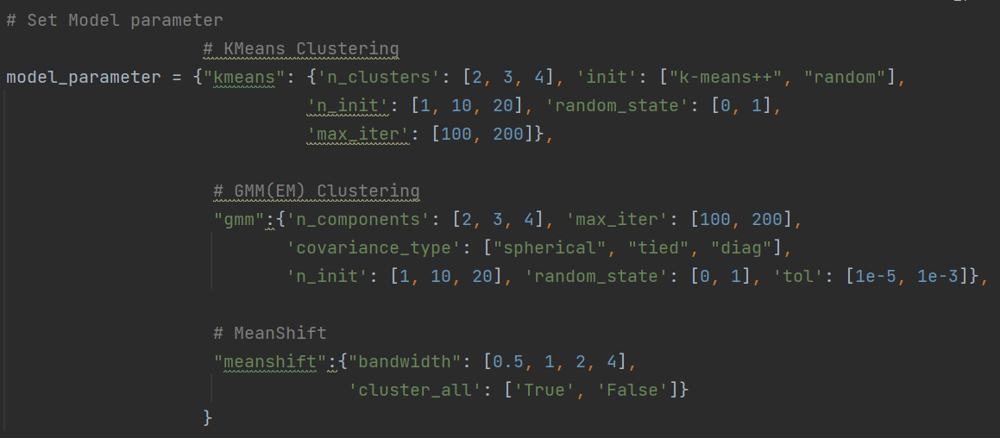 # Set Model parameter
# KMeans Clustering
model_parameter = {"kmeans": {'n_clusters': [2, 3, 4], 'init': ["k-means++", "random"],
'n_init': [1, 10, 20], 'random_state': [0, 1],
'max_iter': [100, 200]},
# GMM(EM) Clustering
"gmm":{'n_components': [2, 3, 4], 'max_iter': [100, 200],
'covariance_type': ["spherical", "tied", "diag"],
'n_init': [1, 10, 20], 'random_state': [0, 1], 'tol': [1e-5, 1e-3]},
# MeanShift
"meanshift":{"bandwidth": [0.5, 1, 2, 4],
'cluster_all': ['True', 'False']}
}